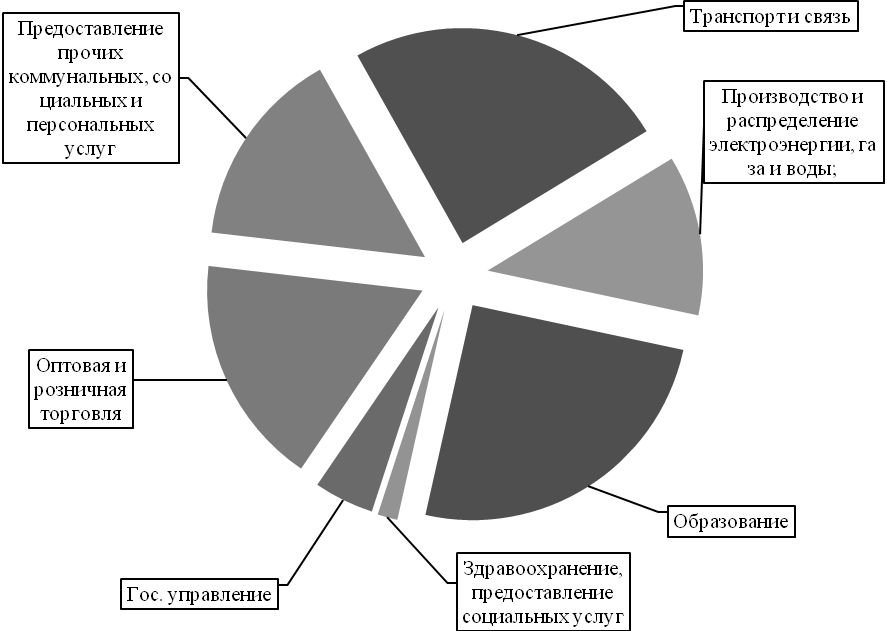 Предоставление
прочих
коммунальных, со
циальных и
персональных
услуг
Транспорт и связь
Производство и
распределение
электроэнергии, га
за и воды;
Оптовая и
розничная
торговля
Образование
Здравоохранение,
предоставление
социальных услуг
Гос. управление